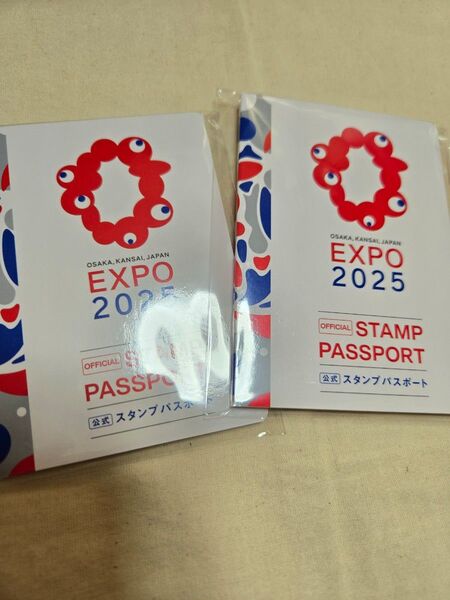 OSAKA, KANSAI, JAPAN
EXPO
2025
OFFICIAL
PASSPORT
公式 スタンプパスポート
OSAKA, KANSAI, JAPAN
EXPO
2025
OFFICIAL STAMP
PASSPORT
公式 スタンプパスポート